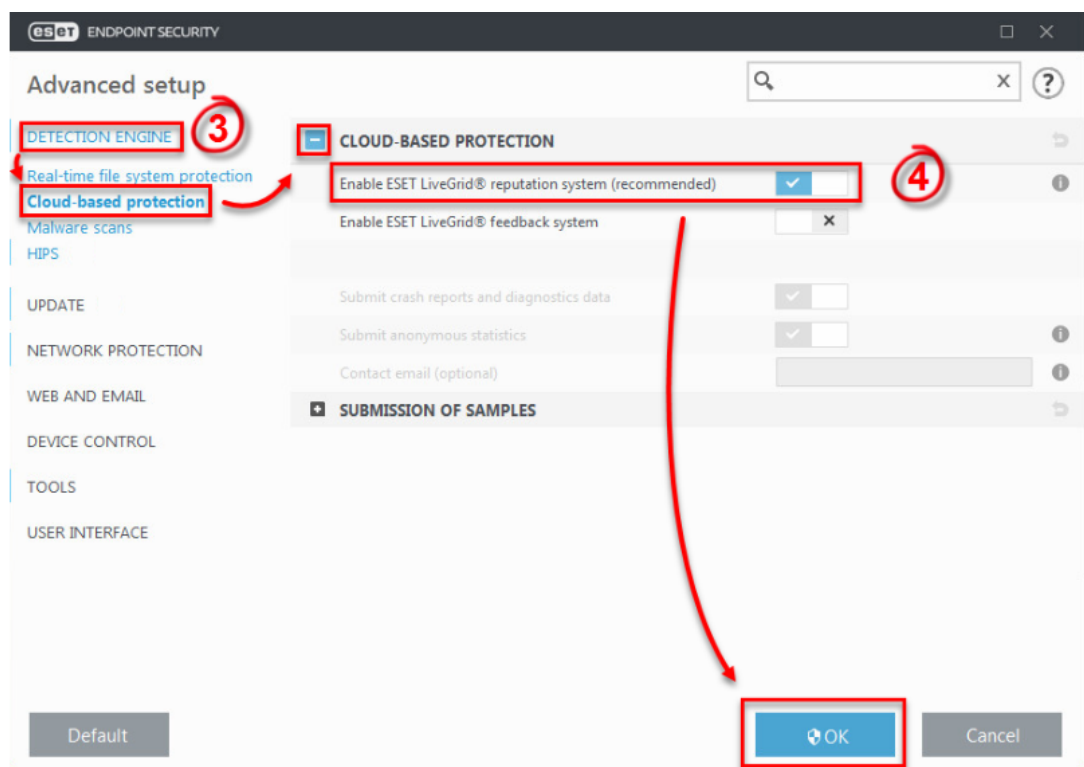 eset ENDPOINT SECURITY
Advanced setup
x ?
DETECTION ENGINE
3
Real-time file system protection
Cloud-based protection
Malware scans
HIPS
UPDATE
NETWORK PROTECTION
WEB AND EMAIL
DEVICE CONTROL
TOOLS
USER INTERFACE
CLOUD-BASED PROTECTION
Enable ESET LiveGrid® reputation system (recommended)
4
Enable ESET LiveGrid® feedback system
Submit crash reports and diagnostics data
Submit anonymous statistics
Contact email (optional)
SUBMISSION OF SAMPLES
Default
OK
Cancel